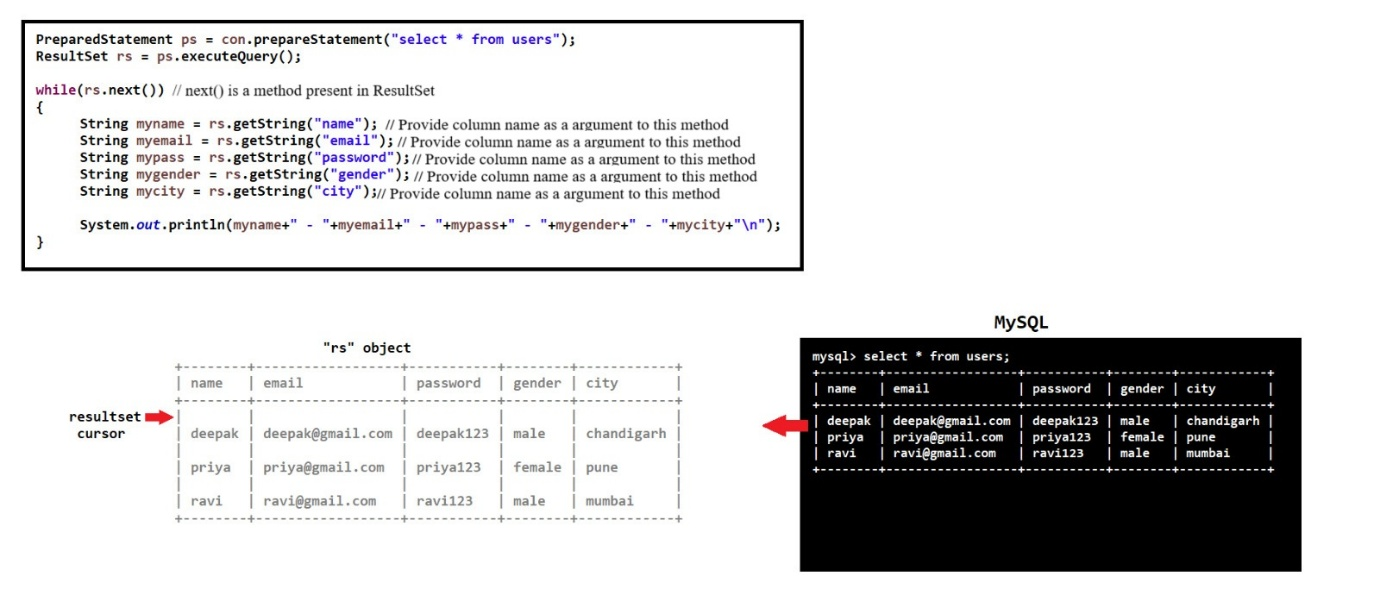 PreparedStatement ps = con.prepareStatement("select * from users");
ResultSet rs = ps.executeQuery();
while(rs.next()) // next() is a method present in ResultSet
{
String myname = rs.getString("name"); // Provide column name as a argument to this method
String myemail = rs.getString("email"); // Provide column name as a argument to this method
String mypass = rs.getString("password"); // Provide column name as a argument to this method
String mygender = rs.getString("gender"); // Provide column name as a argument to this method
String mycity = rs.getString("city");// Provide column name as a argument to this method
System.out.println(myname+" - "+myemail+" - "+mypass+" - "+mygender+" - "+mycity+"\n");
}
"rs" object
+--------+------------------+-----------+--------+------------+
| name | email | password | gender | city |
+--------+------------------+-----------+--------+------------+
resultset
cursor
| deepak | deepak@gmail.com | deepak123 | male | chandigarh |
| priya | priya@gmail.com | priya123 | female | pune |
| ravi | ravi@gmail.com | ravi123 | male | mumbai |
+--------+------------------+-----------+--------+------------+
MySQL
mysql> select * from users;
+--------+------------------+-----------+--------+------------+
| name | email | password | gender | city |
+--------+------------------+-----------+--------+------------+
| deepak | deepak@gmail.com | deepak123 | male | chandigarh |
| priya | priya@gmail.com | priya123 | female | pune |
| ravi | ravi@gmail.com | ravi123 | male | mumbai |
+--------+------------------+-----------+--------+------------+